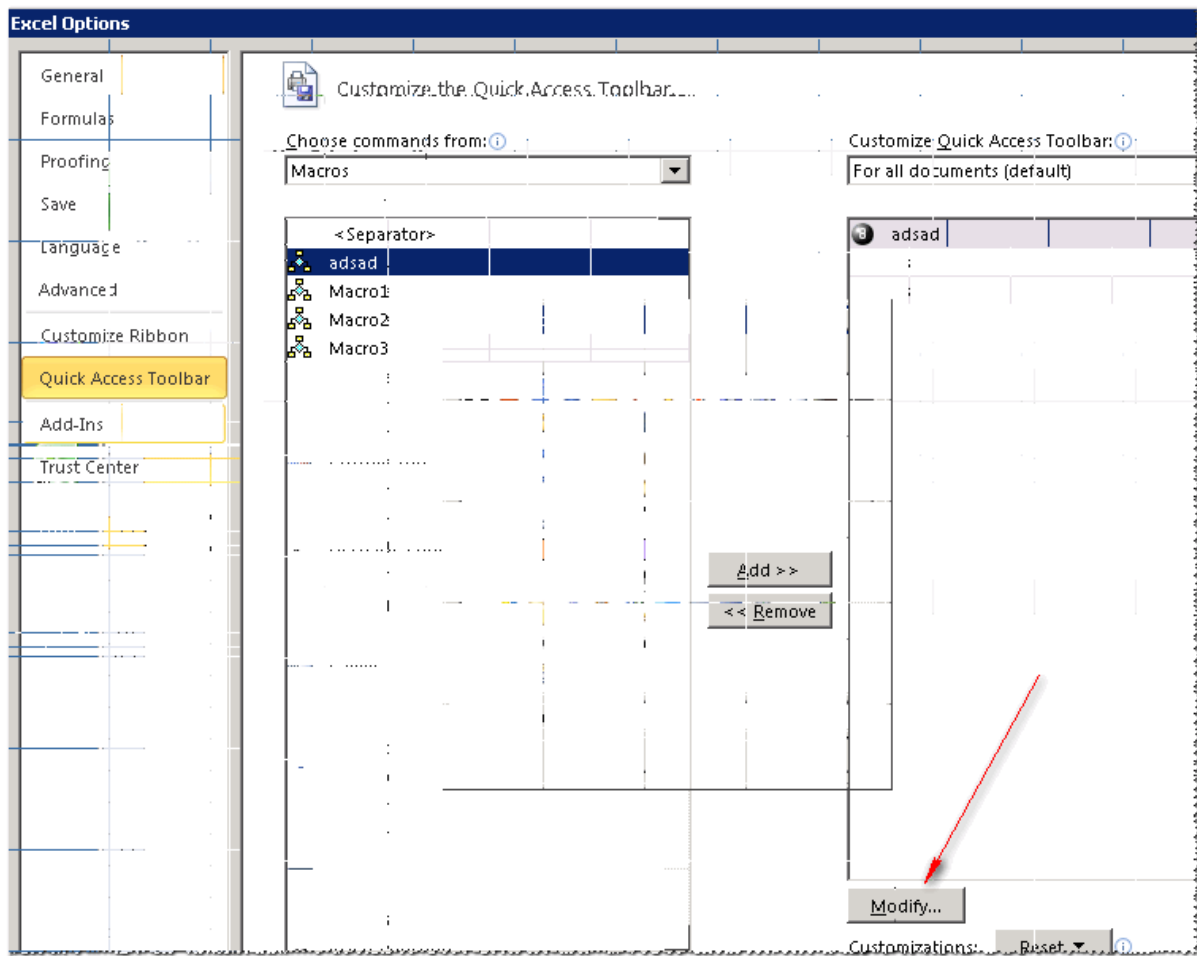 Excel Options
General
Formulas
Proofing
Save
Language
Advanced
Customize Ribbon
Quick Access Toolbar
Add-Ins
Trust Center
Customize the Quick Access Toolbar.
Choose commands from:
Macros
<Separator>
adsad
Macro1
Macro2
Macro3
Add >>
<< Remove
Customize Quick Access Toolbar:
For all documents (default)
adsad
Modify...
Customizations:
Reset